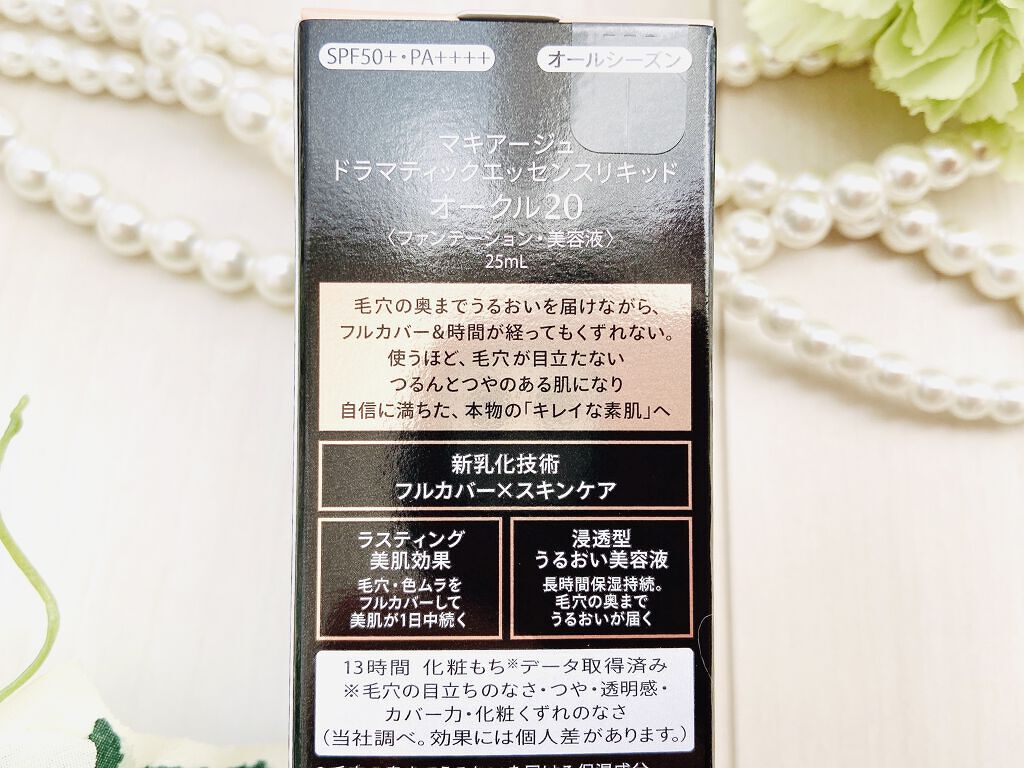 SPF50+・PA++++
オールシーズン
マキアージュ
ドラマティックエッセンスリキッド
オークル20
〈ファンデーション・美容液〉
25mL
毛穴の奥までうるおいを届けながら、
フルカバー&時間が経ってもくずれない。
使うほど、毛穴が目立たない
つるんとつやのある肌になり
自信に満ちた、本物の「キレイな素肌」へ
新乳化技術
フルカバー×スキンケア
ラスティング
美肌効果
毛穴・色ムラを
フルカバーして
美肌が1日中続く
浸透型
うるおい美容液
長時間保湿持続。
毛穴の奥まで
うるおいが届く
13時間 化粧もち※データ取得済み
※毛穴の目立ちのなさ・つや・透明感・
カバー力・化粧くずれのなさ
(当社調べ。効果には個人差があります。)